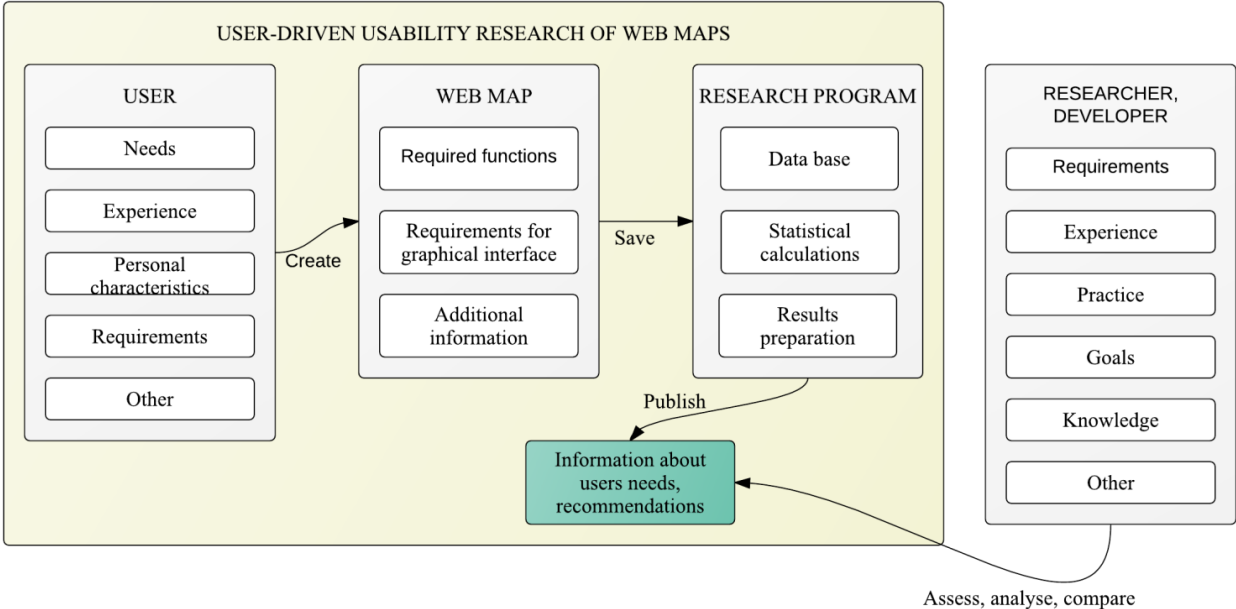 USER-DRIVEN USABILITY RESEARCH OF WEB MAPS
USER
Needs
Experience
Personal
characteristics
Requirements
Other
Create
WEB MAP
Required functions
Requirements for
graphical interface
Additional
information
Save
RESEARCH PROGRAM
Data base
Statistical
calculations
Results
preparation
Publish
Information about
users needs,
recommendations
RESEARCHER,
DEVELOPER
Requirements
Experience
Practice
Goals
Knowledge
Other
Assess, analyse, compare